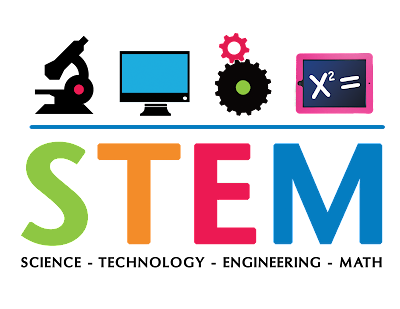 X² =
STEM
SCIENCE - TECHNOLOGY - ENGINEERING - MATH